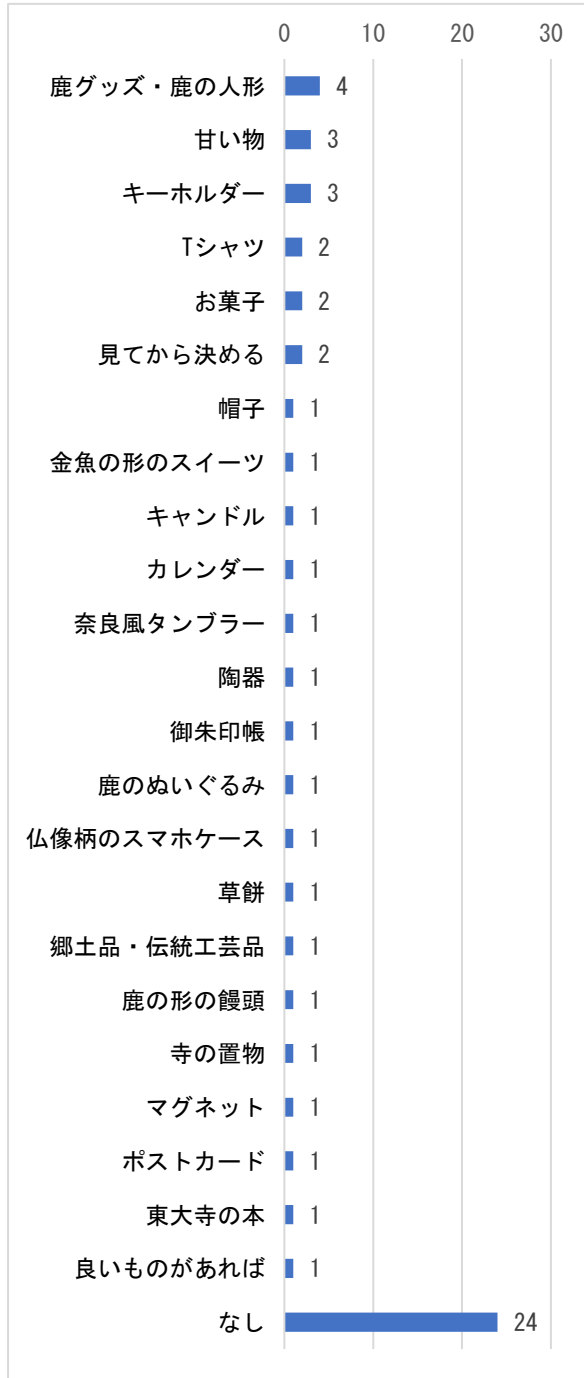 0 10 20 30
鹿グッズ・鹿の人形 4
甘い物 3
キーホルダー 3
Tシャツ 2
お菓子 2
見てから決める 2
帽子 1
金魚の形のスイーツ 1
キャンドル 1
カレンダー 1
奈良風タンブラー 1
陶器 1
御朱印帳 1
鹿のぬいぐるみ 1
仏像柄のスマホケース 1
草餅 1
郷土品・伝統工芸品 1
鹿の形の饅頭 1
寺の置物 1
マグネット 1
ポストカード 1
東大寺の本 1
良いものがあれば 1
なし 24